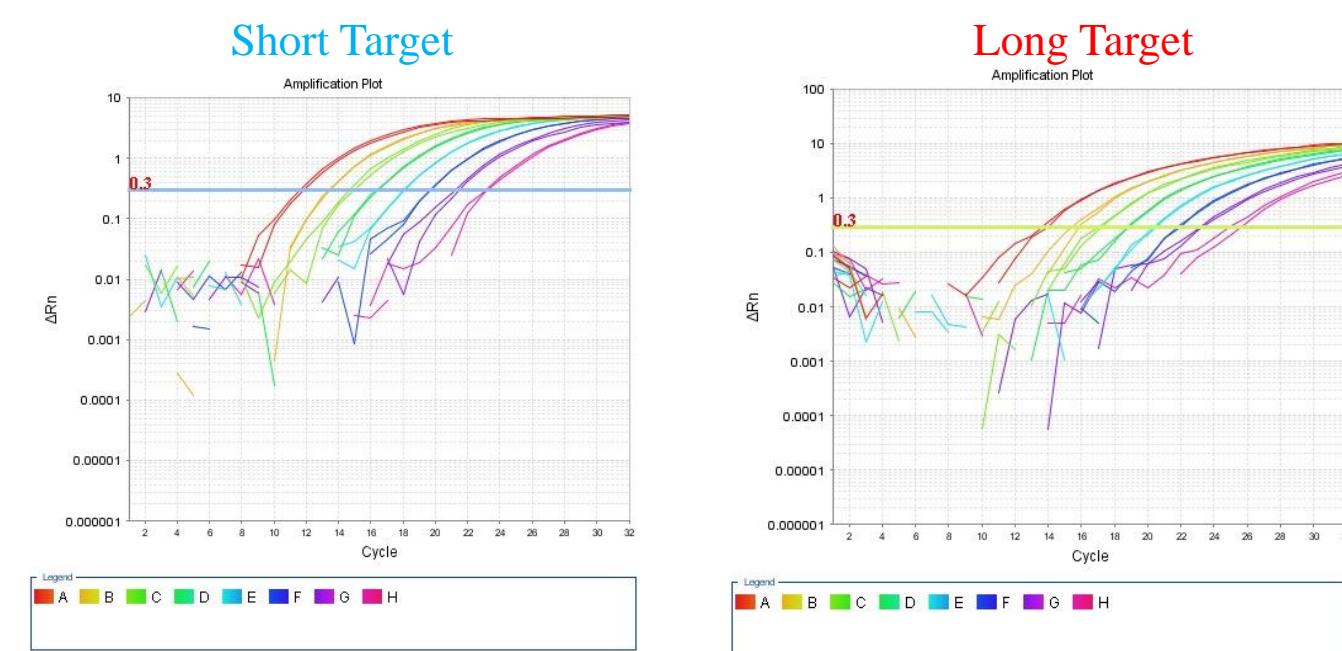 Short Target
Amplification Plot
10
1
0.3
0.1
0.01
0.001
0.0001
0.00001
0.000001
ΔRn
2 4 6 8 10 12 14 16 18 20 22 24 26 28 30 32
Cycle
Legend
A B C D E F G H
Long Target
Amplification Plot
100
10
1
0.3
0.1
0.01
0.001
0.0001
0.00001
0.000001
ΔRn
2 4 6 8 10 12 14 16 18 20 22 24 26 28 30
Cycle
Legend
A B C D E F G H